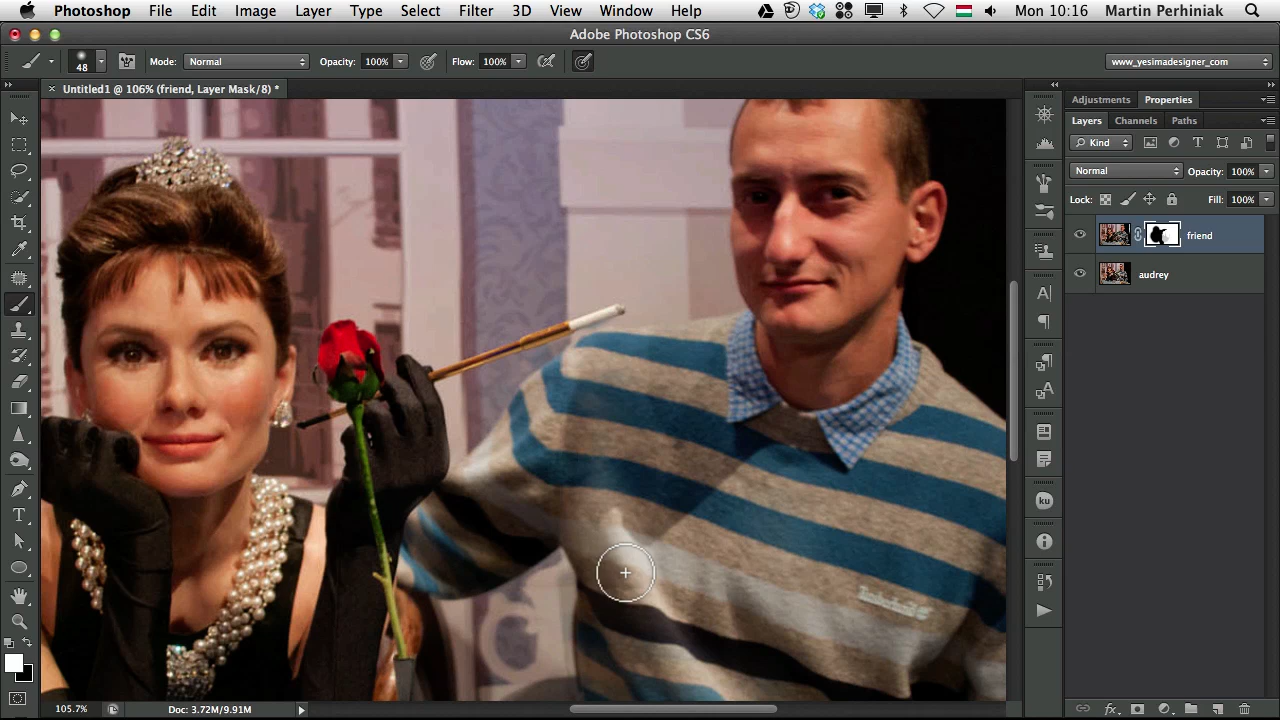 Photoshop File Edit Image Layer Type Select Filter 3D View Window Help Mon 10:16 Martin Perhiniak
Adobe Photoshop CS6
48 Mode: Normal Opacity: 100% Flow: 100% www_yesimadesigner_com
× Untitled1 @ 106% (friend, Layer Mask/8) *
Adjustments Properties
Layers Channels Paths
Kind T
Normal Opacity: 100%
Lock: Fill: 100%
friend
audrey
A
A
A
ku
T
105.7% Doc: 3.72M/9.91M